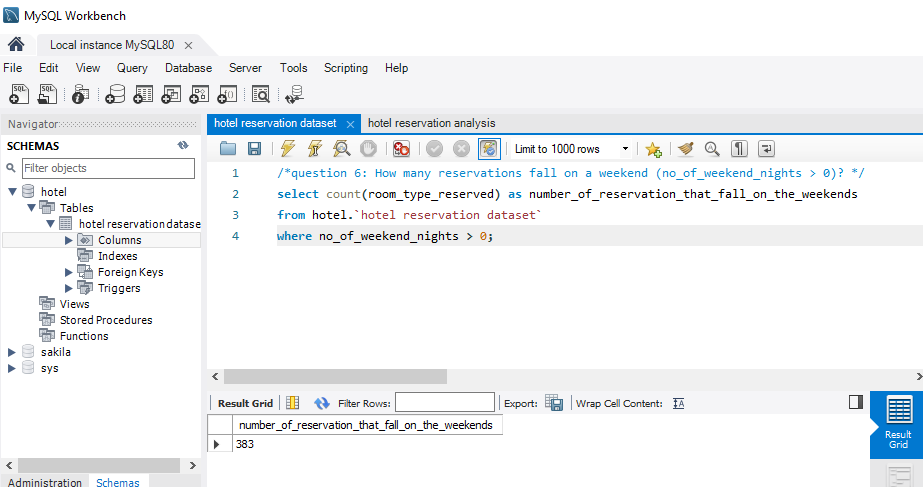 MySQL Workbench
Local instance MySQL80
File Edit View Query Database Server Tools Scripting Help
Navigator
SCHEMAS
Filter objects
hotel
Tables
hotel reservation datase
Columns
Indexes
Foreign Keys
Triggers
Views
Stored Procedures
Functions
sakila
sys
Administration Schemas
hotel reservation dataset hotel reservation analysis
Limit to 1000 rows
1 /*question 6: How many reservations fall on a weekend (no_of_weekend_nights > 0)? */
2 select count(room_type_reserved) as number_of_reservation_that_fall_on_the_weekends
3 from hotel.`hotel reservation dataset`
4 where no_of_weekend_nights > 0;
Result Grid Filter Rows: Export: Wrap Cell Content:
number_of_reservation_that_fall_on_the_weekends
383
Result
Grid